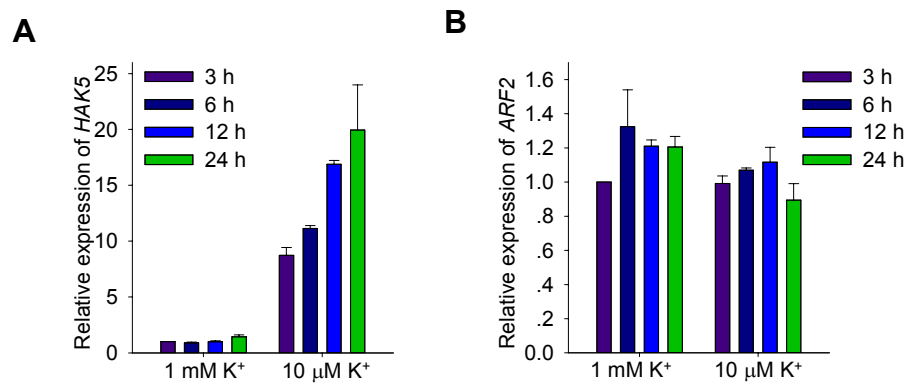 A
Relative expression of HAK5
25
20
15
10
5
0
3 h
6 h
12 h
24 h
1 mM K⁺
10 μM K⁺
B
Relative expression of ARF2
1.6
1.4
1.2
1.0
.8
.6
.4
.2
0.0
3 h
6 h
12 h
24 h
1 mM K⁺
10 μM K⁺